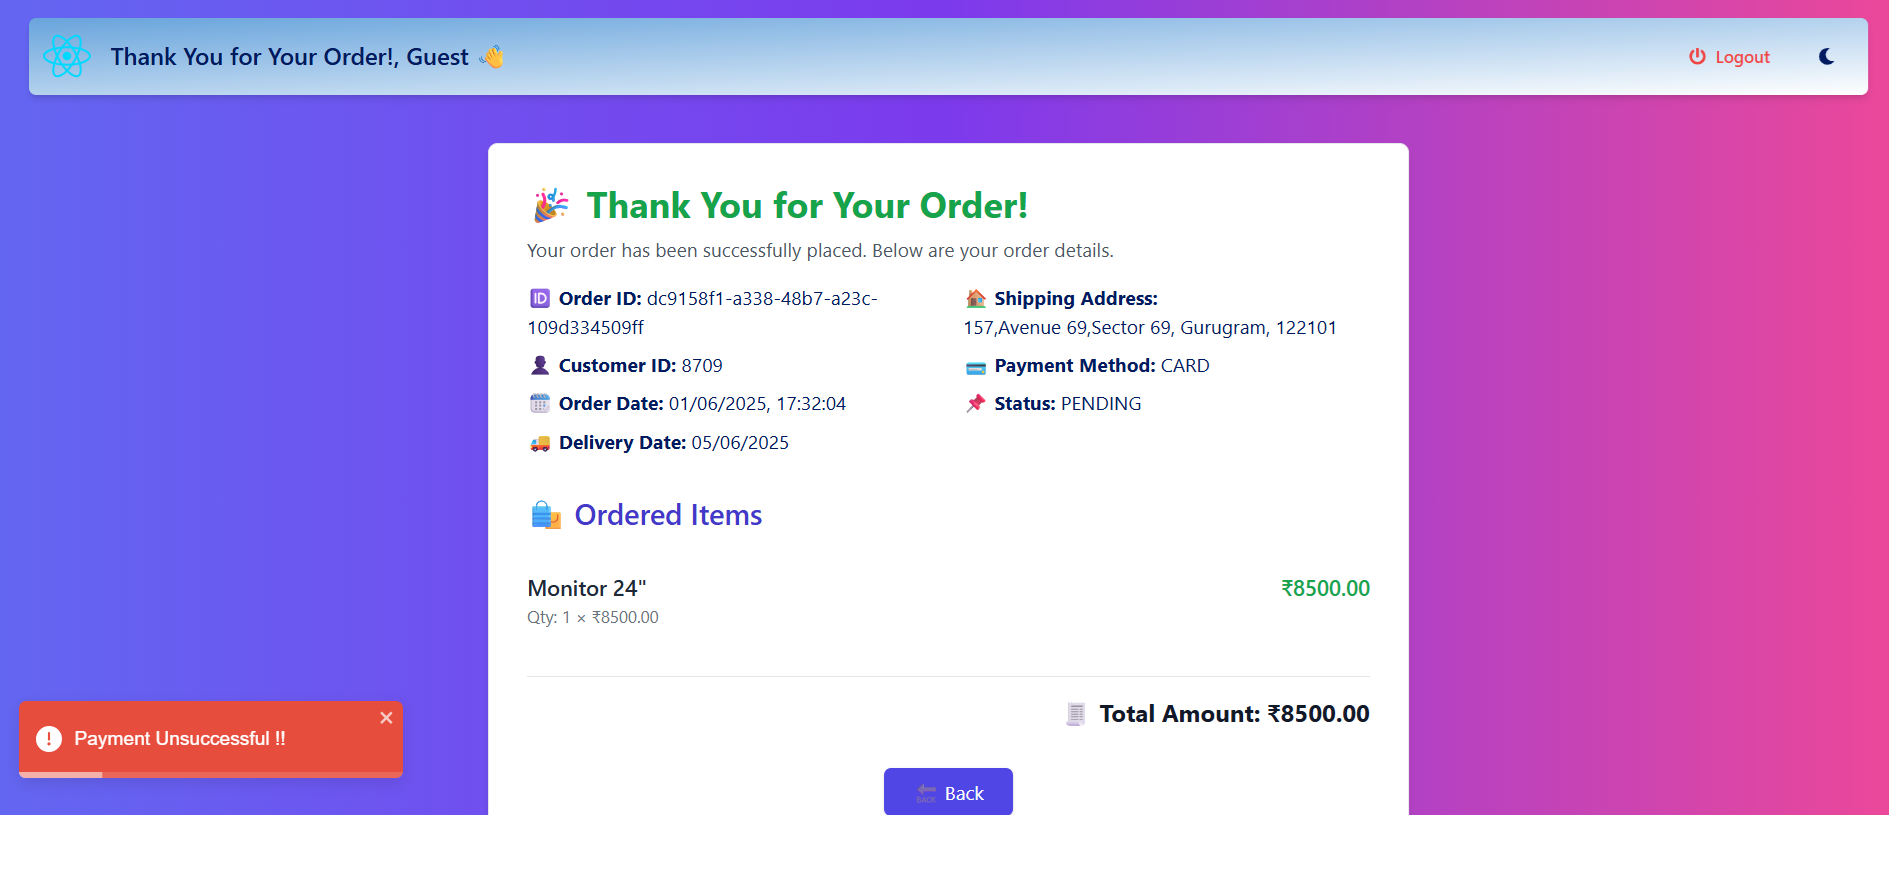 Thank You for Your Order!, Guest 👋
Logout
🎉 Thank You for Your Order!
Your order has been successfully placed. Below are your order details.
🆔 Order ID: dc9158f1-a338-48b7-a23c-
109d334509ff
👤 Customer ID: 8709
📅 Order Date: 01/06/2025, 17:32:04
🚚 Delivery Date: 05/06/2025
🏠 Shipping Address:
157,Avenue 69,Sector 69, Gurugram, 122101
💳 Payment Method: CARD
📌 Status: PENDING
🛍️ Ordered Items
Monitor 24"
₹8500.00
Qty: 1 × ₹8500.00
🧾 Total Amount: ₹8500.00
🔙 Back
Payment Unsuccessful !!